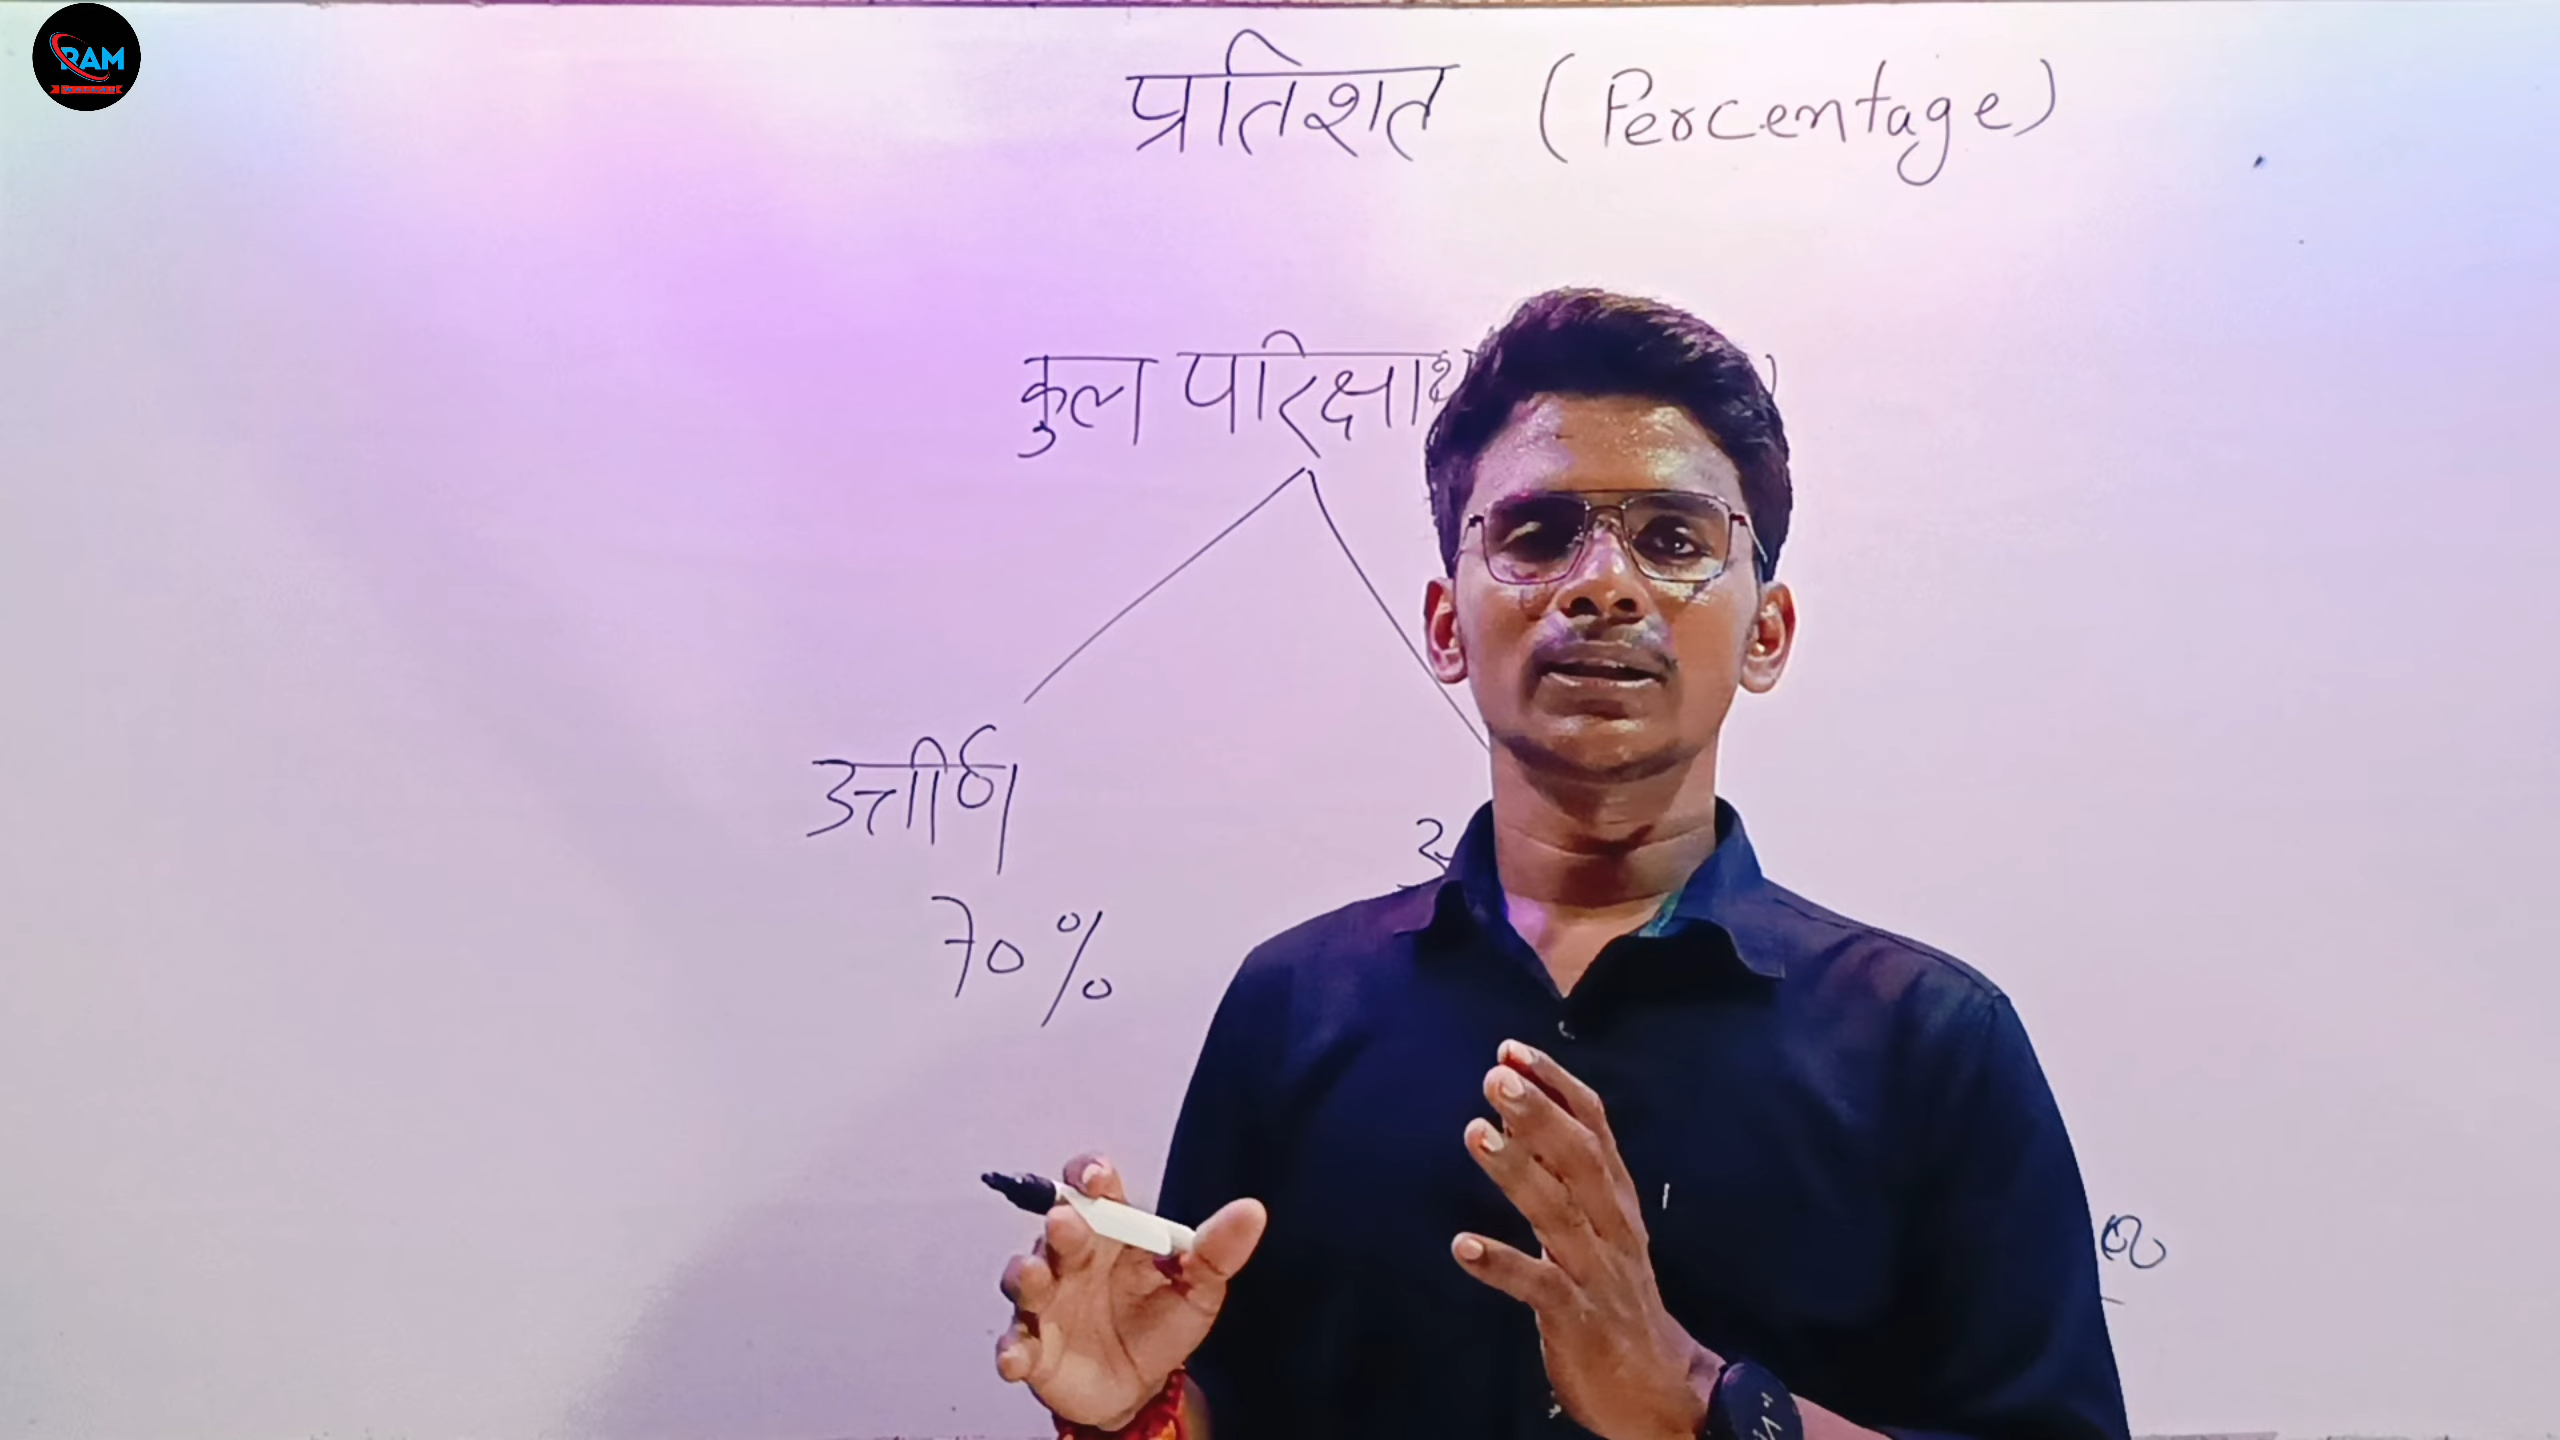 RAM
प्रतिशत (Percentage)
कुल परिक्षा
उत्तीर्ण
70%